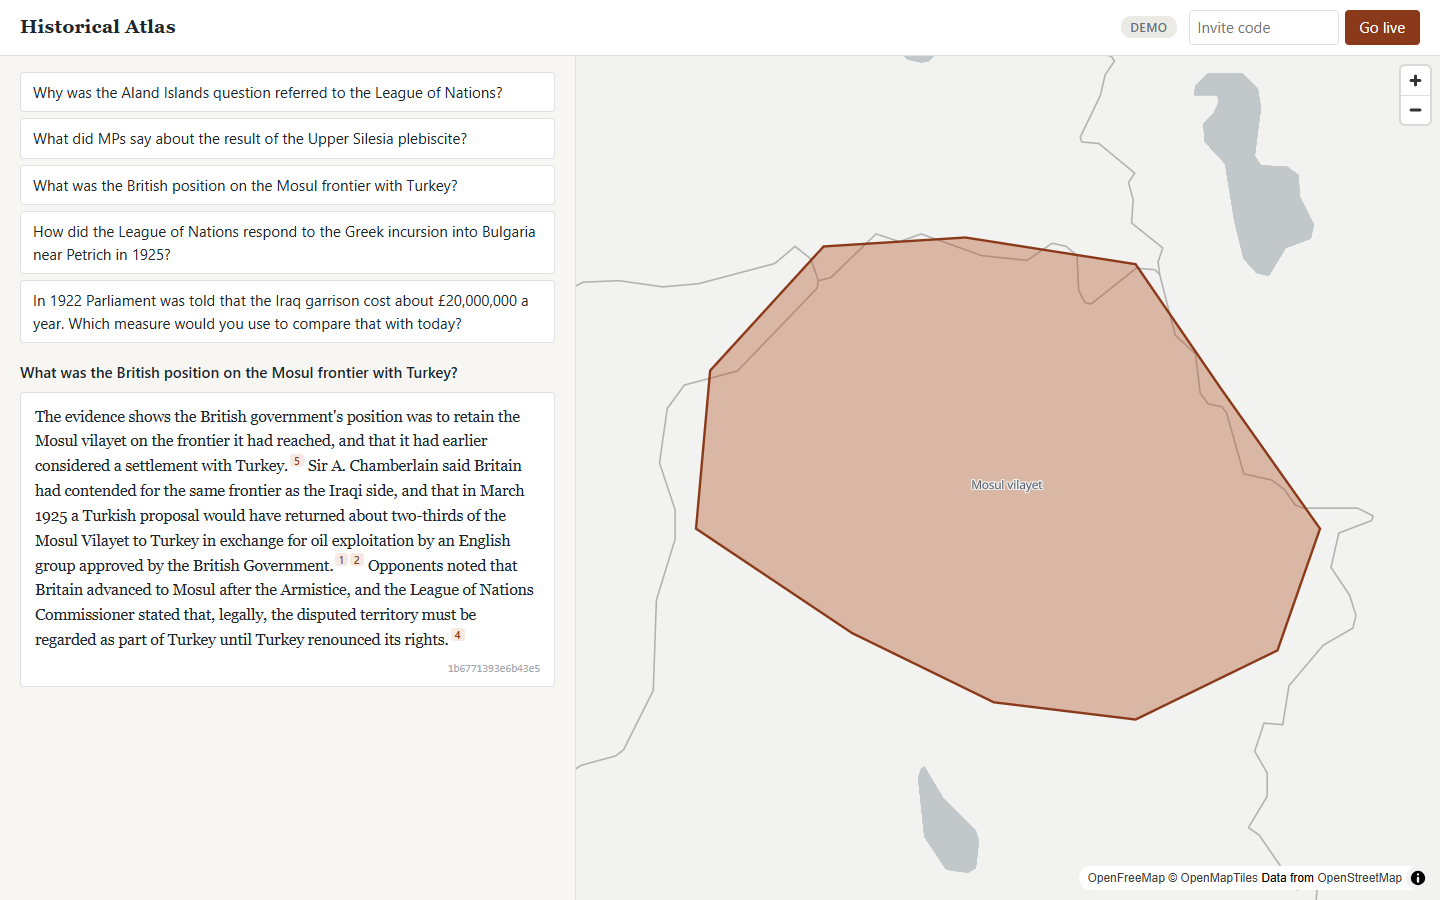 Historical Atlas
DEMO
Invite code
Go live
Why was the Aland Islands question referred to the League of Nations?
What did MPs say about the result of the Upper Silesia plebiscite?
What was the British position on the Mosul frontier with Turkey?
How did the League of Nations respond to the Greek incursion into Bulgaria
near Petrich in 1925?
In 1922 Parliament was told that the Iraq garrison cost about £20,000,000 a
year. Which measure would you use to compare that with today?
What was the British position on the Mosul frontier with Turkey?
The evidence shows the British government's position was to retain the
Mosul vilayet on the frontier it had reached, and that it had earlier
considered a settlement with Turkey. 5 Sir A. Chamberlain said Britain
had contended for the same frontier as the Iraqi side, and that in March
1925 a Turkish proposal would have returned about two-thirds of the
Mosul Vilayet to Turkey in exchange for oil exploitation by an English
group approved by the British Government. 1 2 Opponents noted that
Britain advanced to Mosul after the Armistice, and the League of Nations
Commissioner stated that, legally, the disputed territory must be
regarded as part of Turkey until Turkey renounced its rights. 4
1b6771393e6b43e5
+
−
Mosul vilayet
OpenFreeMap © OpenMapTiles Data from OpenStreetMap